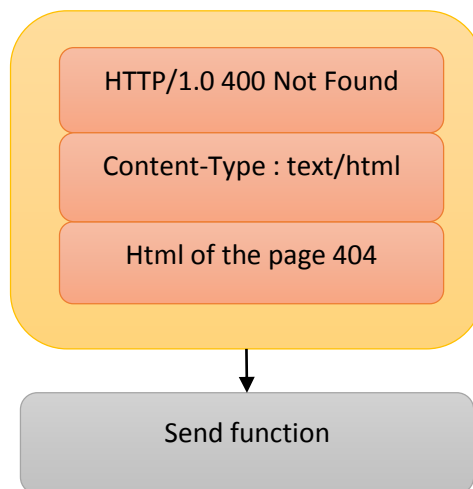 HTTP/1.0 400 Not Found
Content-Type : text/html
Html of the page 404
Send function